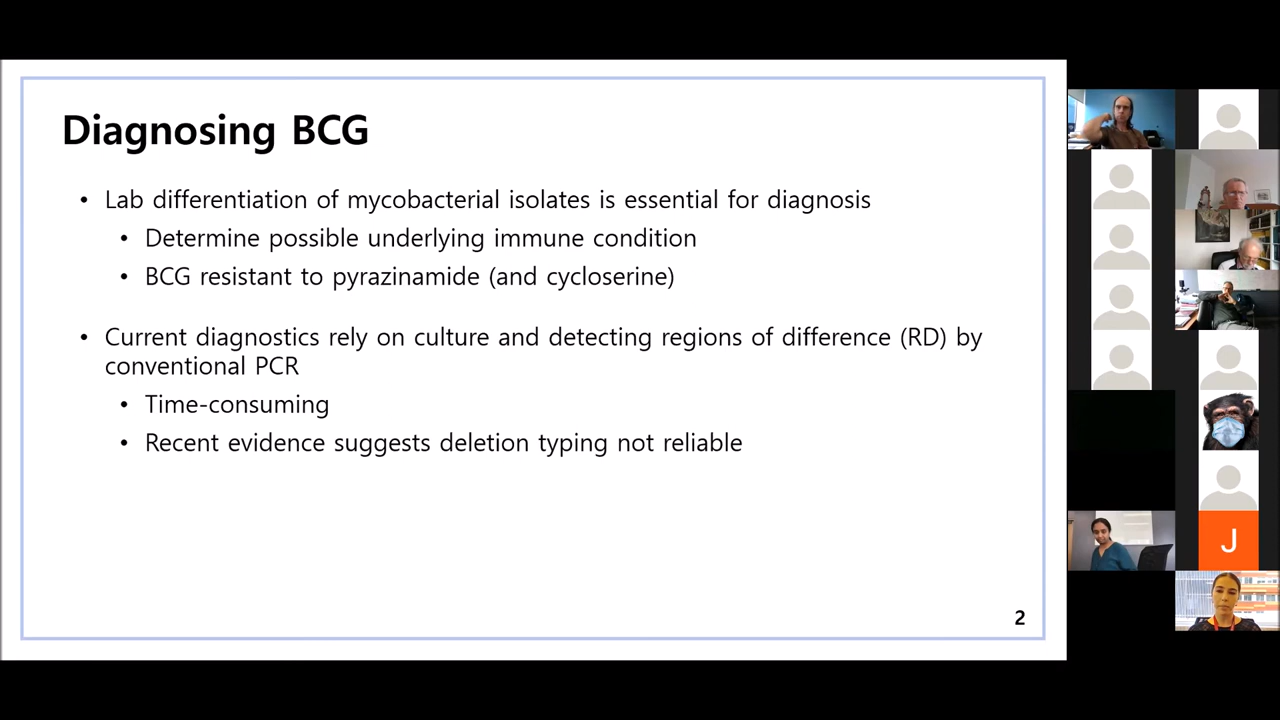 Diagnosing BCG
• Lab differentiation of mycobacterial isolates is essential for diagnosis
• Determine possible underlying immune condition
• BCG resistant to pyrazinamide (and cycloserine)
• Current diagnostics rely on culture and detecting regions of difference (RD) by
conventional PCR
• Time-consuming
• Recent evidence suggests deletion typing not reliable
2
J